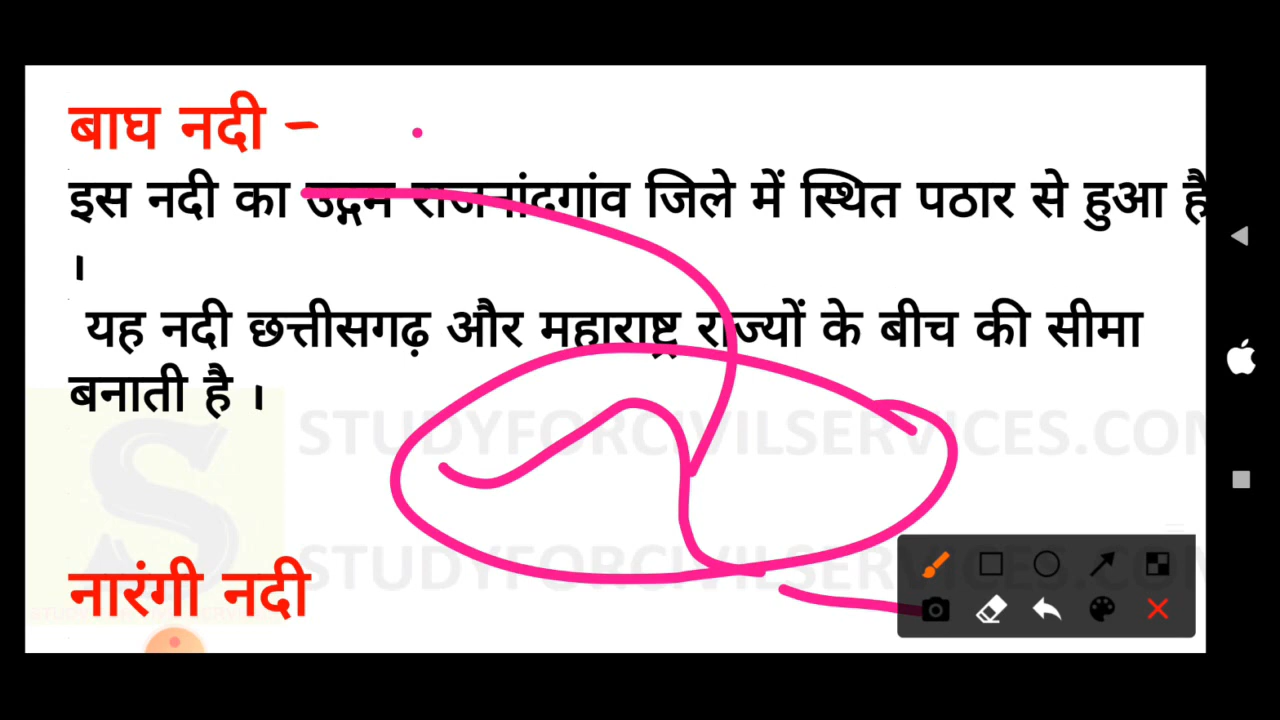 बाघ नदी –
इस नदी का उद्गम राजनांदगांव जिले में स्थित पठार से हुआ है
।
यह नदी छत्तीसगढ़ और महाराष्ट्र राज्यों के बीच की सीमा
बनाती है ।
STUDYFORCIVILSERVICES.COM
STUDYFORCIVILSERVICES.COM
नारंगी नदी